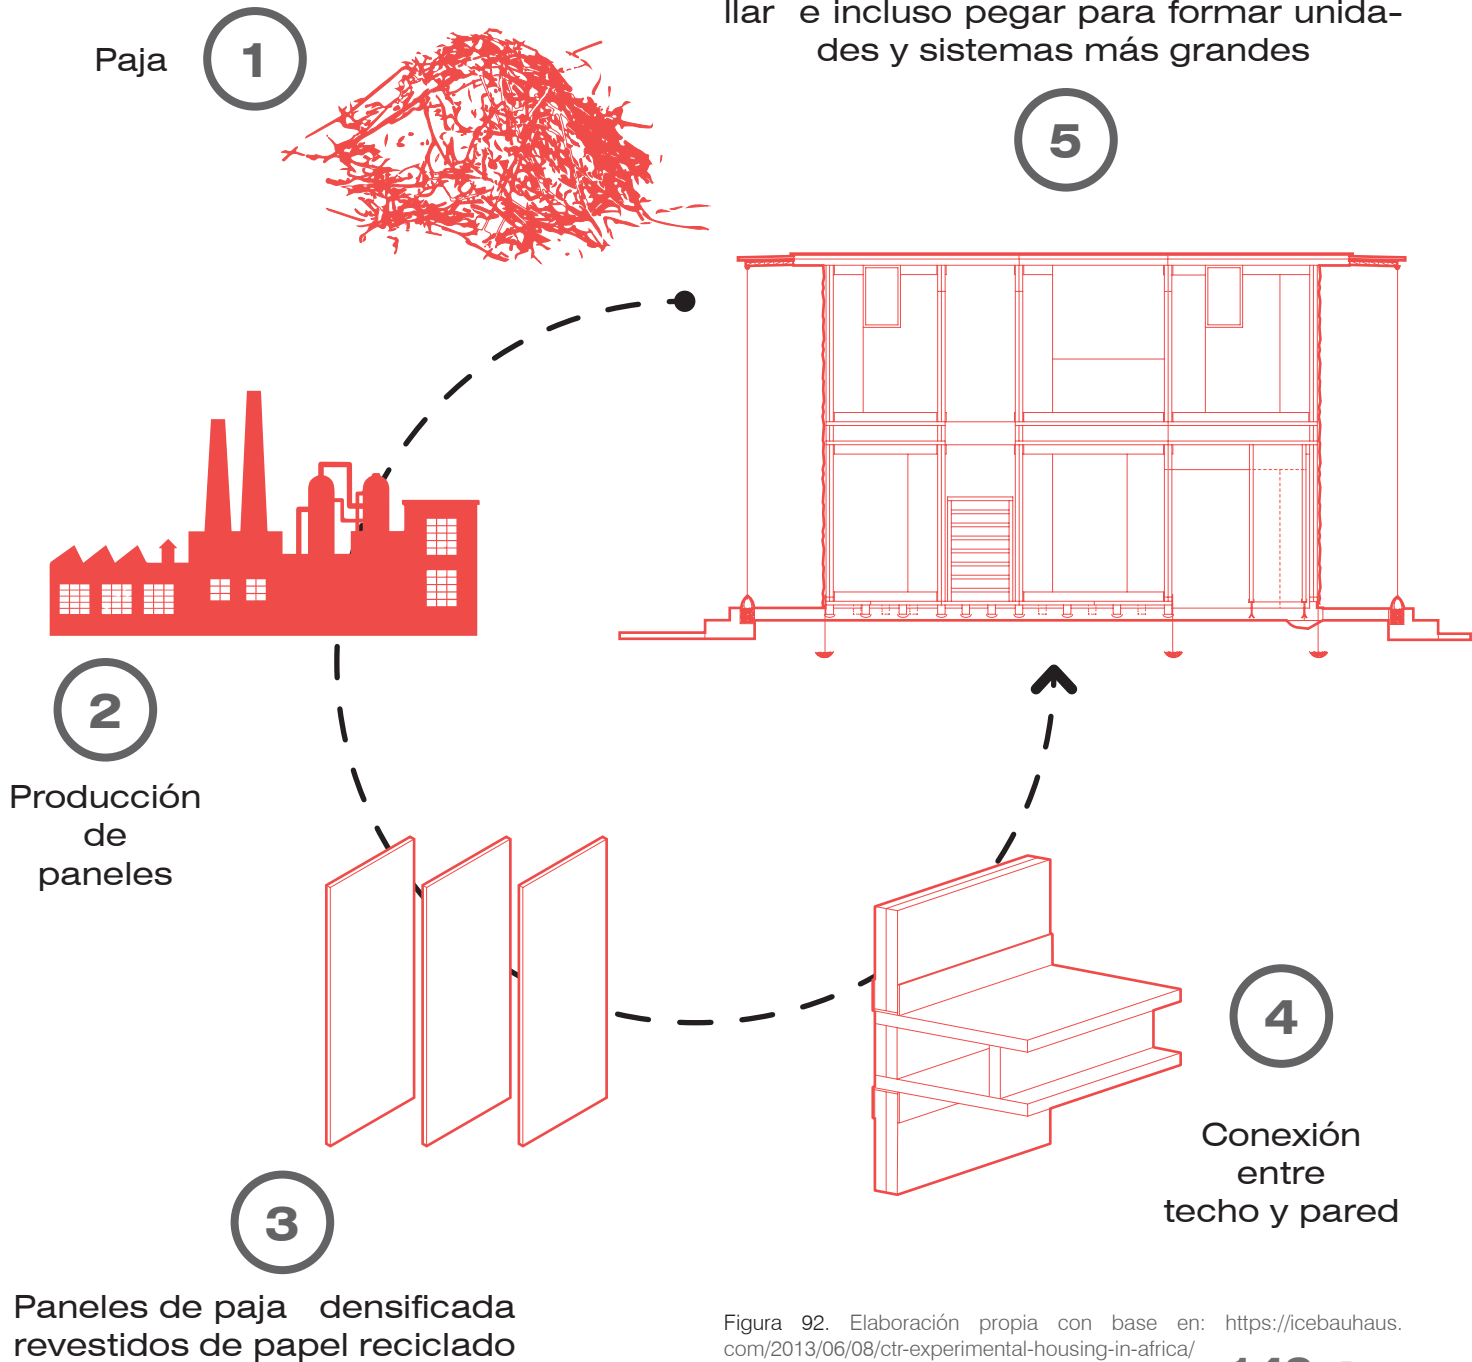 Paja
1
llar e incluso pegar para formar unida-
des y sistemas más grandes
5
2
Producción
de
paneles
4
Conexión
entre
techo y pared
3
Paneles de paja densificada
revestidos de papel reciclado
Figura 92. Elaboración propia con base en: https://icebauhaus.
com/2013/06/08/ctr-experimental-housing-in-africa/